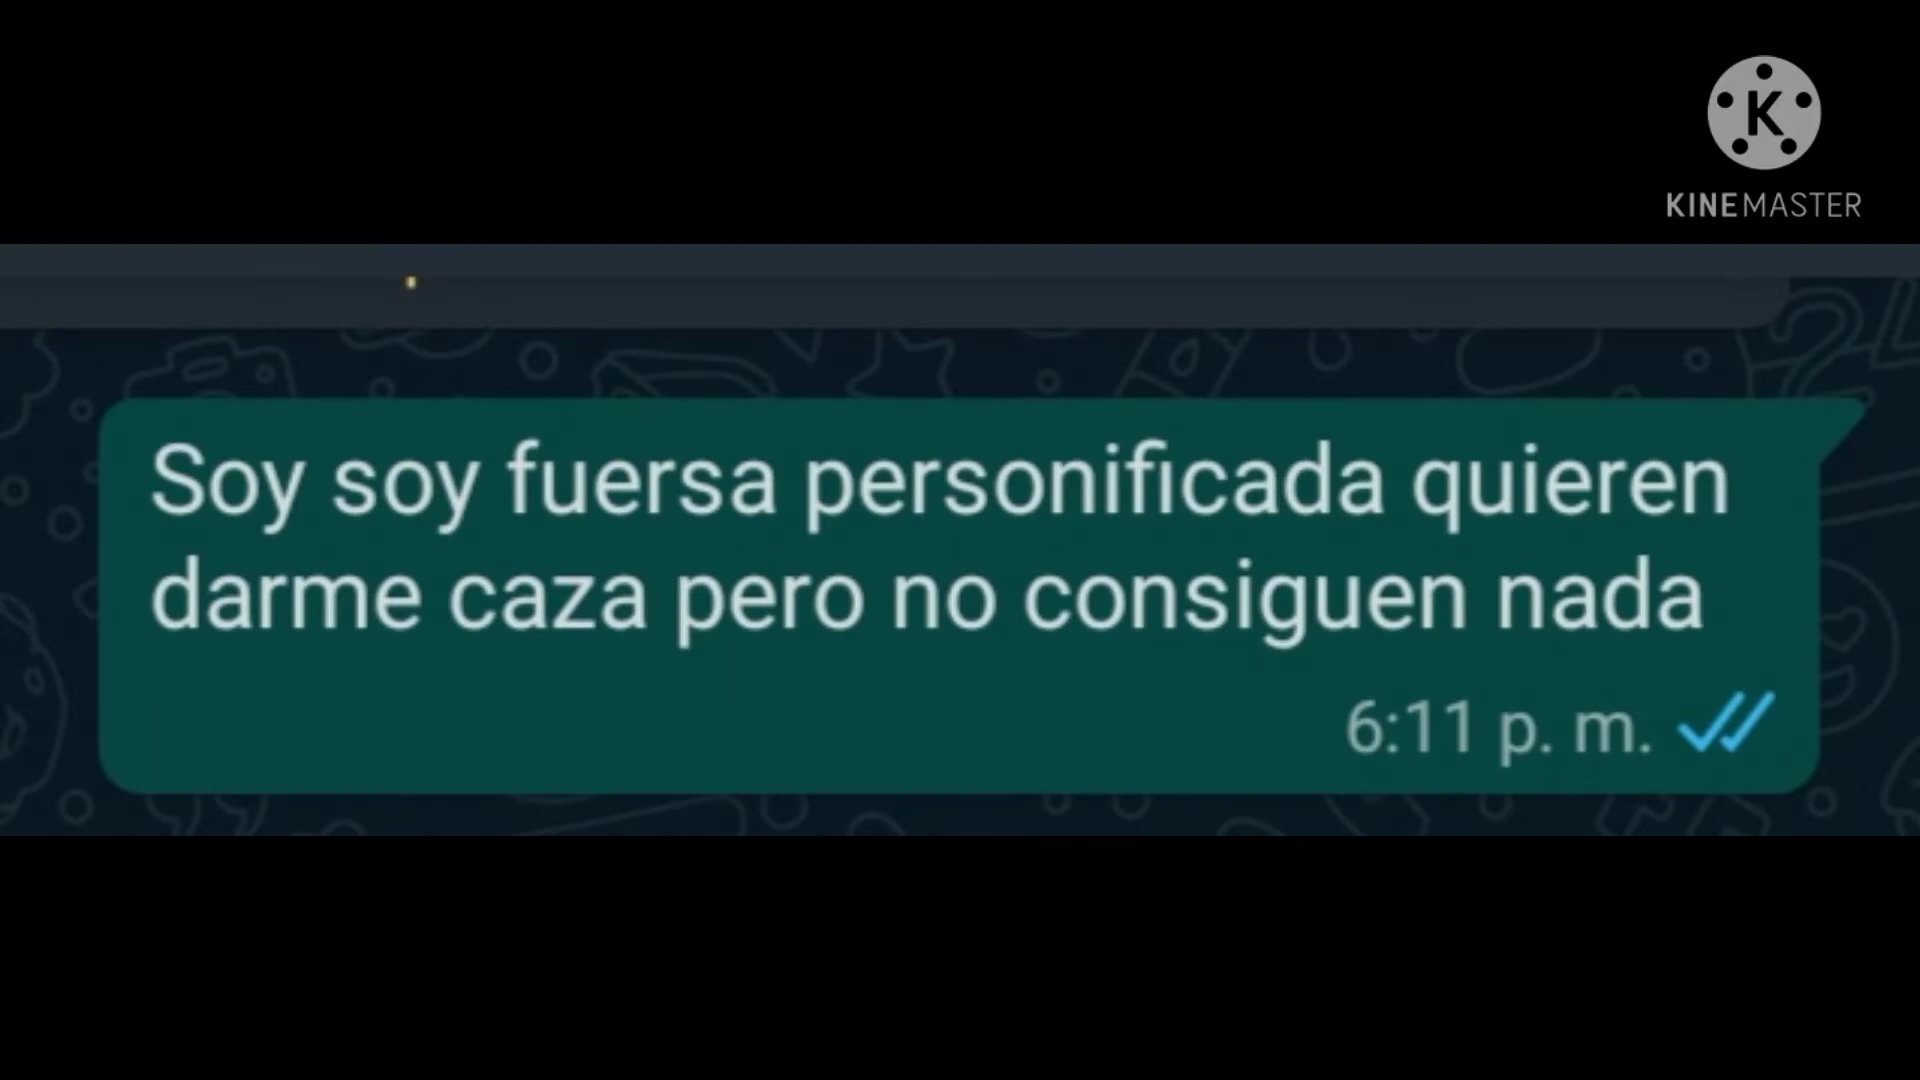 K
KINEMASTER
Soy soy fuersa personificada quieren
darme caza pero no consiguen nada
6:11 p. m.